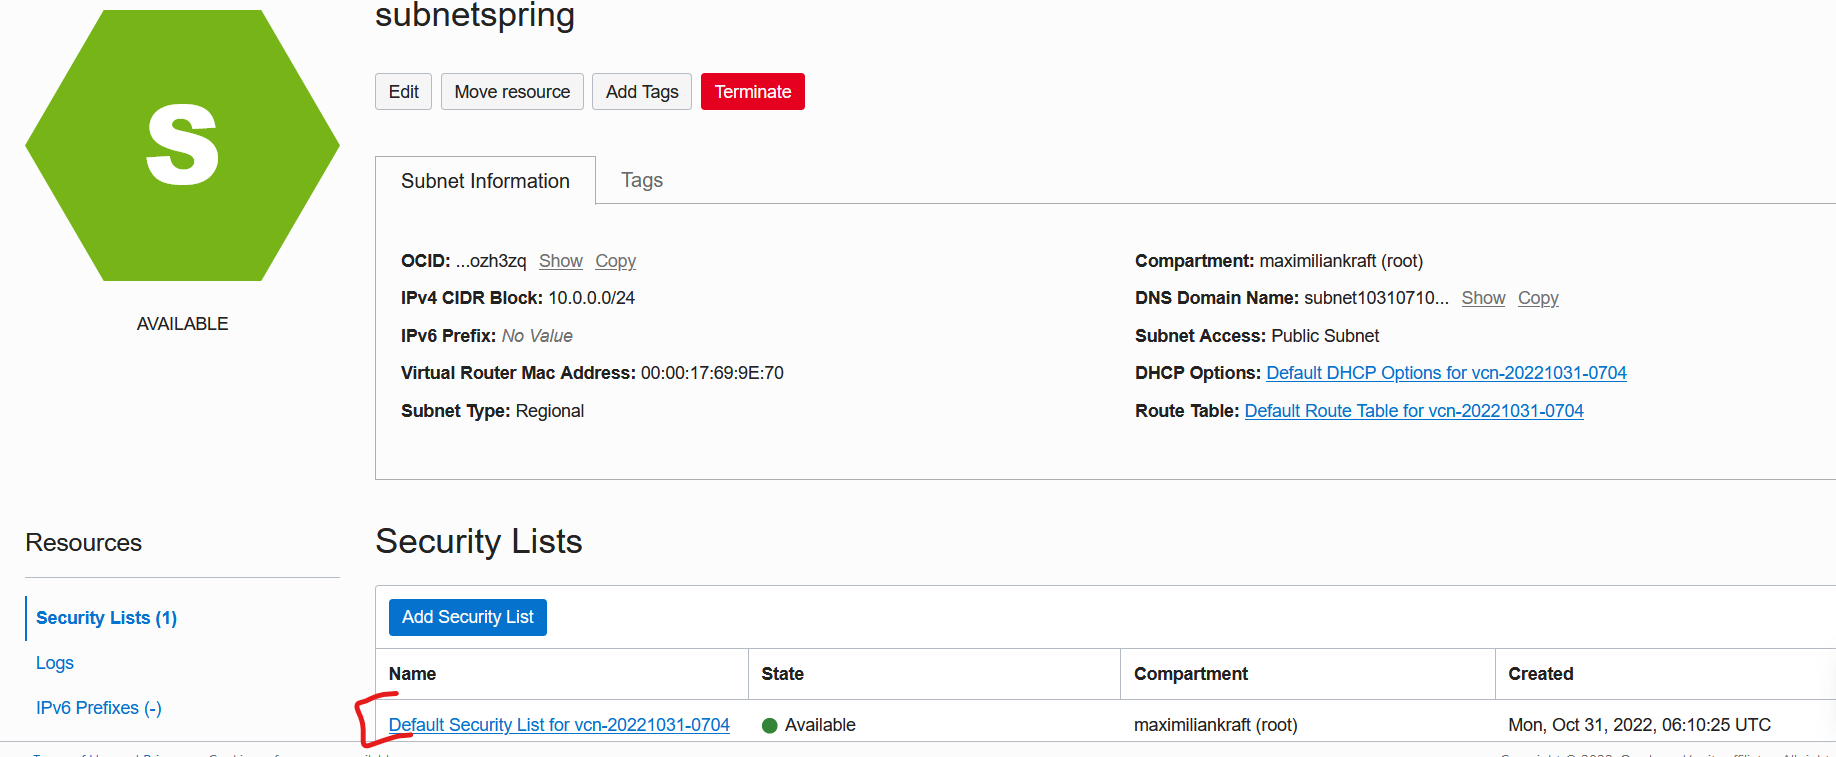 subnetspring
S
Edit Move resource Add Tags Terminate
AVAILABLE
Subnet Information Tags
OCID: ...ozh3zq Show Copy
IPv4 CIDR Block: 10.0.0.0/24
IPv6 Prefix: No Value
Virtual Router Mac Address: 00:00:17:69:9E:70
Subnet Type: Regional
Compartment: maximiliankraft (root)
DNS Domain Name: subnet10310710... Show Copy
Subnet Access: Public Subnet
DHCP Options: Default DHCP Options for vcn-20221031-0704
Route Table: Default Route Table for vcn-20221031-0704
Resources
Security Lists (1)
Logs
IPv6 Prefixes (-)
Security Lists
Add Security List
Name State Compartment Created
Default Security List for vcn-20221031-0704 Available maximiliankraft (root) Mon, Oct 31, 2022, 06:10:25 UTC